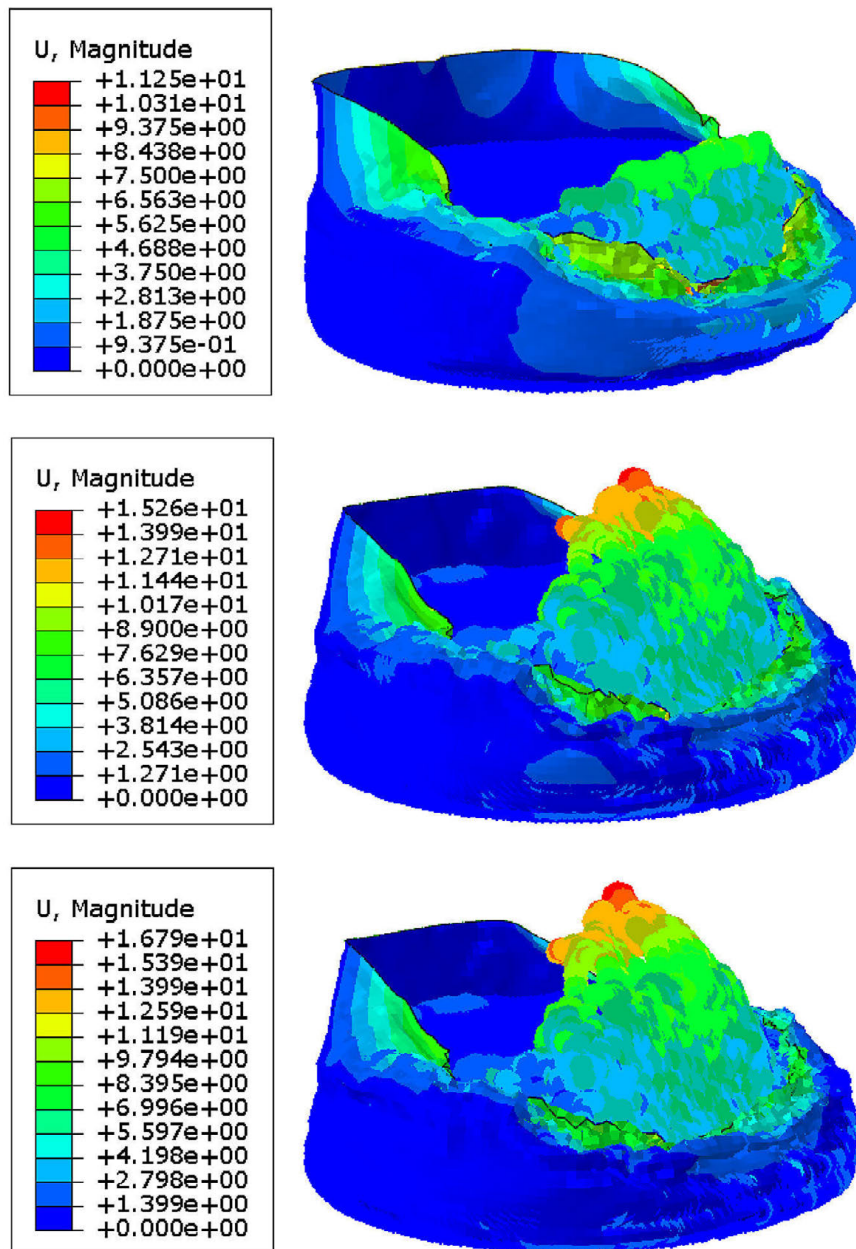 U, Magnitude
+1.125e+01
+1.031e+01
+9.375e+00
+8.438e+00
+7.500e+00
+6.563e+00
+5.625e+00
+4.688e+00
+3.750e+00
+2.813e+00
+1.875e+00
+9.375e-01
+0.000e+00
U, Magnitude
+1.526e+01
+1.399e+01
+1.271e+01
+1.144e+01
+1.017e+01
+8.900e+00
+7.629e+00
+6.357e+00
+5.086e+00
+3.814e+00
+2.543e+00
+1.271e+00
+0.000e+00
U, Magnitude
+1.679e+01
+1.539e+01
+1.399e+01
+1.259e+01
+1.119e+01
+9.794e+00
+8.395e+00
+6.996e+00
+5.597e+00
+4.198e+00
+2.798e+00
+1.399e+00
+0.000e+00